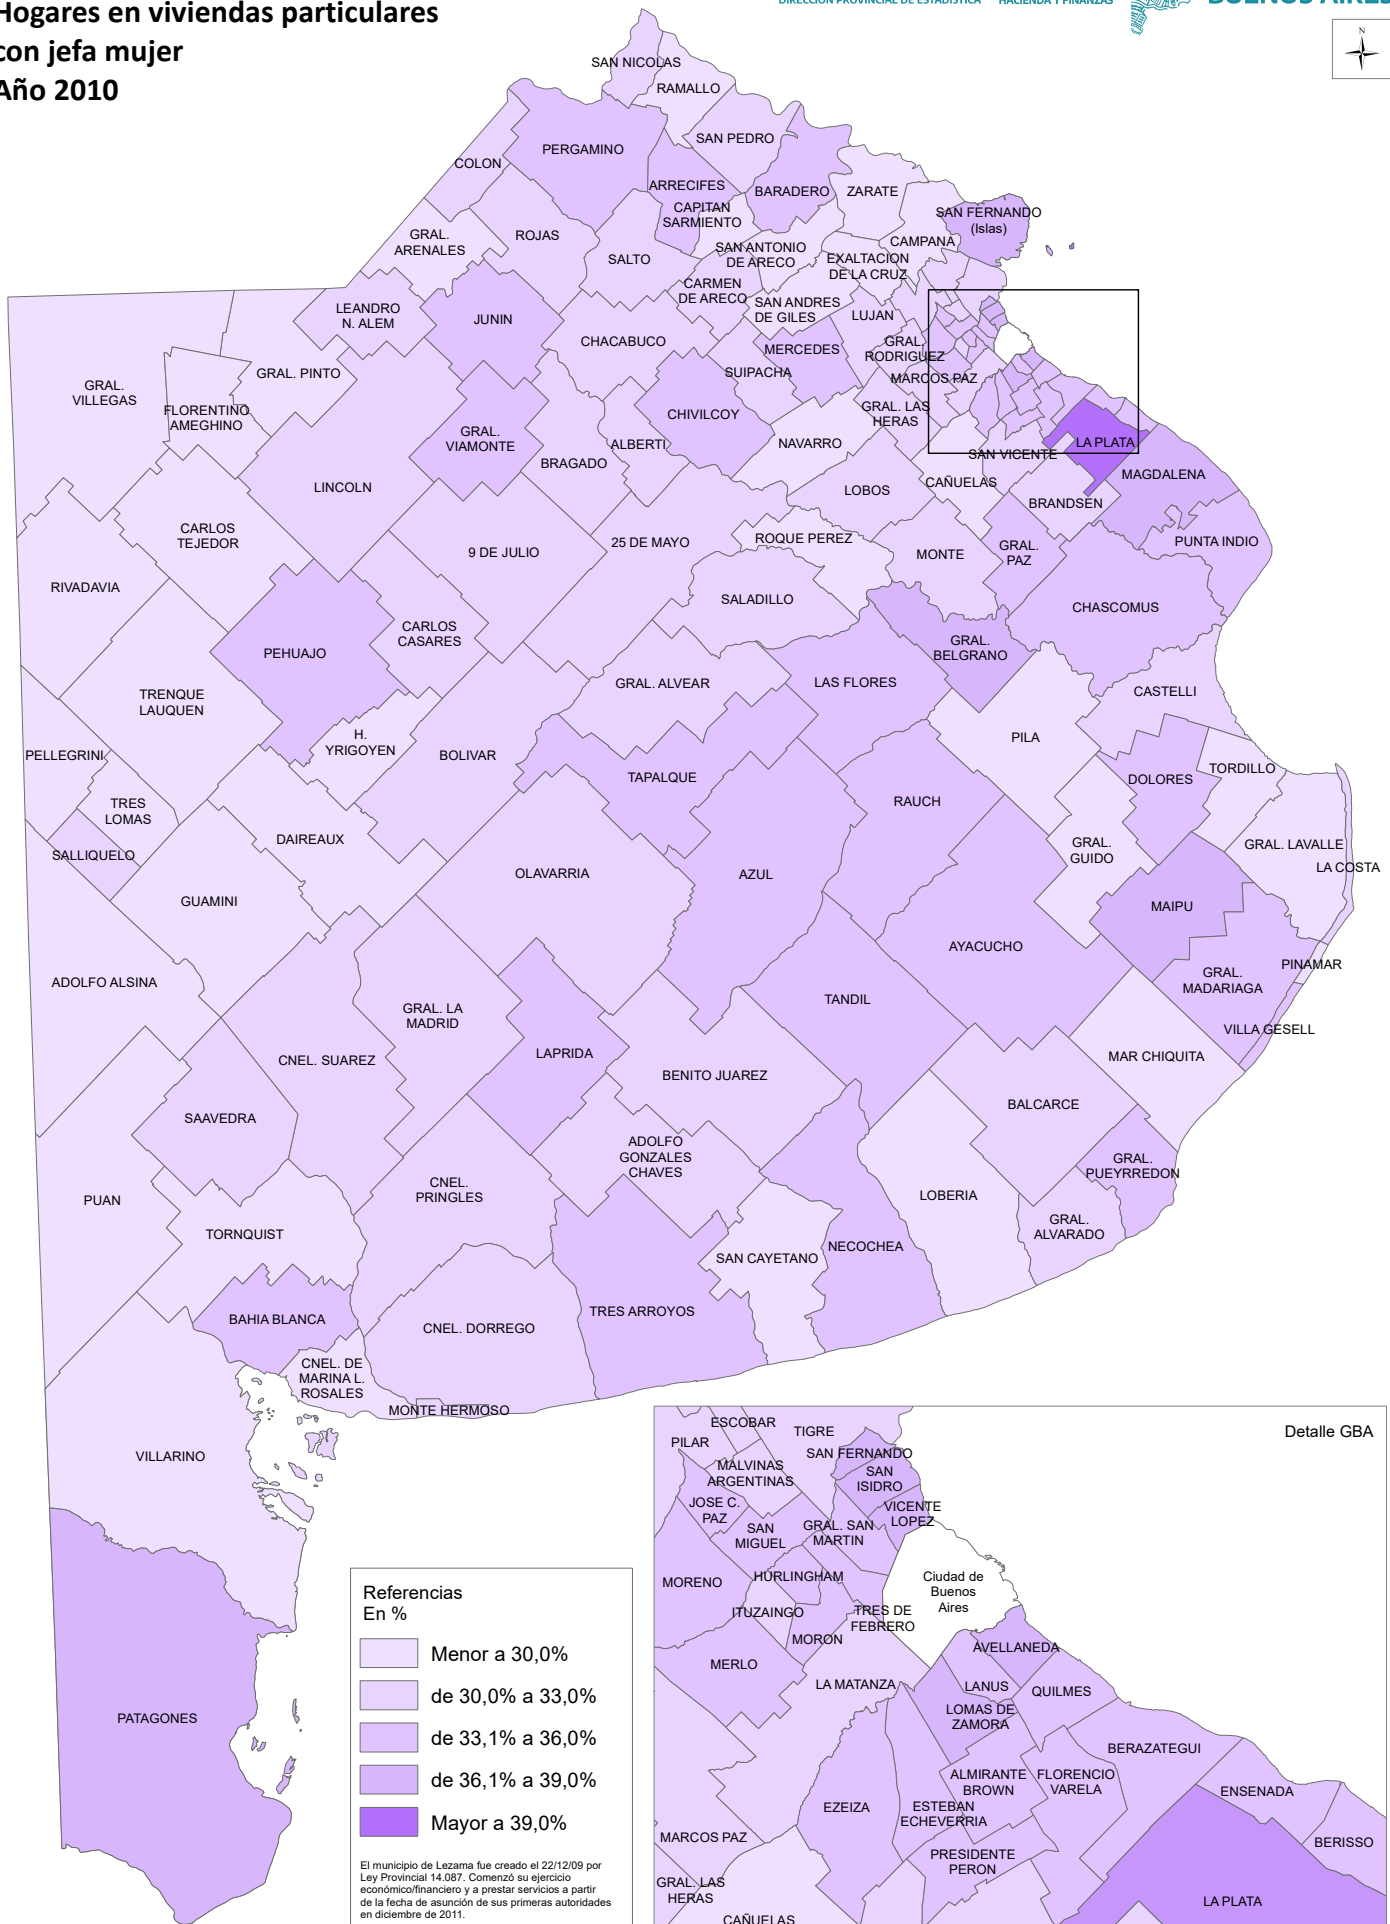 Hogares en viviendas particulares
con jefa mujer
Año 2010
DIRECCIÓN PROVINCIAL DE ESTADÍSTICA
HACIENDA Y FINANZAS
BUENOS AIRES
N
SAN NICOLAS
RAMALLO
SAN PEDRO
PERGAMINO
COLON
ARRECIFES
BARADERO
ZARATE
CAPITAN
SARMIENTO
SAN FERNANDO
(Islas)
GRAL.
ARENALES
ROJAS
SALTO
SAN ANTONIO
DE ARECO
CAMPANA
EXALTACION
DE LA CRUZ
CARMEN
DE ARECO
SAN ANDRES
DE GILES
LUJAN
LEANDRO
N. ALEM
JUNIN
CHACABUCO
MERCEDES
GRAL.
RODRIGUEZ
SUIPACHA
MARCOS PAZ
GRAL. PINTO
GRAL.
VILLEGAS
FLORENTINO
AMEGHINO
CHIVILCOY
GRAL. LAS
HERAS
GRAL.
VIAMONTE
ALBERTI
NAVARRO
LA PLATA
SAN VICENTE
BRAGADO
LINCOLN
LOBOS
CAÑUELAS
MAGDALENA
BRANDSEN
CARLOS
TEJEDOR
9 DE JULIO
25 DE MAYO
ROQUE PEREZ
MONTE
GRAL.
PAZ
PUNTA INDIO
RIVADAVIA
SALADILLO
CHASCOMUS
CARLOS
CASARES
PEHUAJO
GRAL.
BELGRANO
TRENQUE
LAUQUEN
GRAL. ALVEAR
LAS FLORES
CASTELLI
H.
YRIGOYEN
BOLIVAR
PILA
PELLEGRINI
TAPALQUE
DOLORES
TORDILLO
TRES
LOMAS
RAUCH
DAIREAUX
GRAL.
GUIDO
GRAL. LAVALLE
SALLIQUELO
LA COSTA
OLAVARRIA
AZUL
GUAMINI
MAIPU
AYACUCHO
ADOLFO ALSINA
PINAMAR
GRAL.
MADARIAGA
TANDIL
GRAL. LA
MADRID
VILLA GESELL
CNEL. SUAREZ
LAPRIDA
MAR CHIQUITA
BENITO JUAREZ
BALCARCE
SAAVEDRA
ADOLFO
GONZALES
CHAVES
GRAL.
PUEYRREDON
PUAN
CNEL.
PRINGLES
LOBERIA
GRAL.
ALVARADO
TORNQUIST
NECOCHEA
SAN CAYETANO
BAHIA BLANCA
TRES ARROYOS
CNEL. DORREGO
CNEL. DE
MARINA L.
ROSALES
MONTE HERMOSO
VILLARINO
PATAGONES
Referencias
En %
Menor a 30,0%
de 30,0% a 33,0%
de 33,1% a 36,0%
de 36,1% a 39,0%
Mayor a 39,0%
El municipio de Lezama fue creado el 22/12/09 por
Ley Provincial 14.087. Comenzó su ejercicio
económico/financiero y a prestar servicios a partir
de la fecha de asunción de sus primeras autoridades
en diciembre de 2011.
Detalle GBA
ESCOBAR
TIGRE
PILAR
SAN FERNANDO
MALVINAS
ARGENTINAS
SAN
ISIDRO
JOSE C.
PAZ
VICENTE
LOPEZ
SAN
MIGUEL
GRAL. SAN
MARTIN
MORENO
HURLINGHAM
Ciudad de
Buenos
Aires
ITUZAINGO
TRES DE
FEBRERO
MORON
AVELLANEDA
MERLO
LA MATANZA
LANUS
QUILMES
LOMAS DE
ZAMORA
BERAZATEGUI
ALMIRANTE
BROWN
FLORENCIO
VARELA
ENSENADA
EZEIZA
ESTEBAN
ECHEVERRIA
MARCOS PAZ
BERISSO
PRESIDENTE
PERON
GRAL. LAS
HERAS
LA PLATA
CAÑUELAS